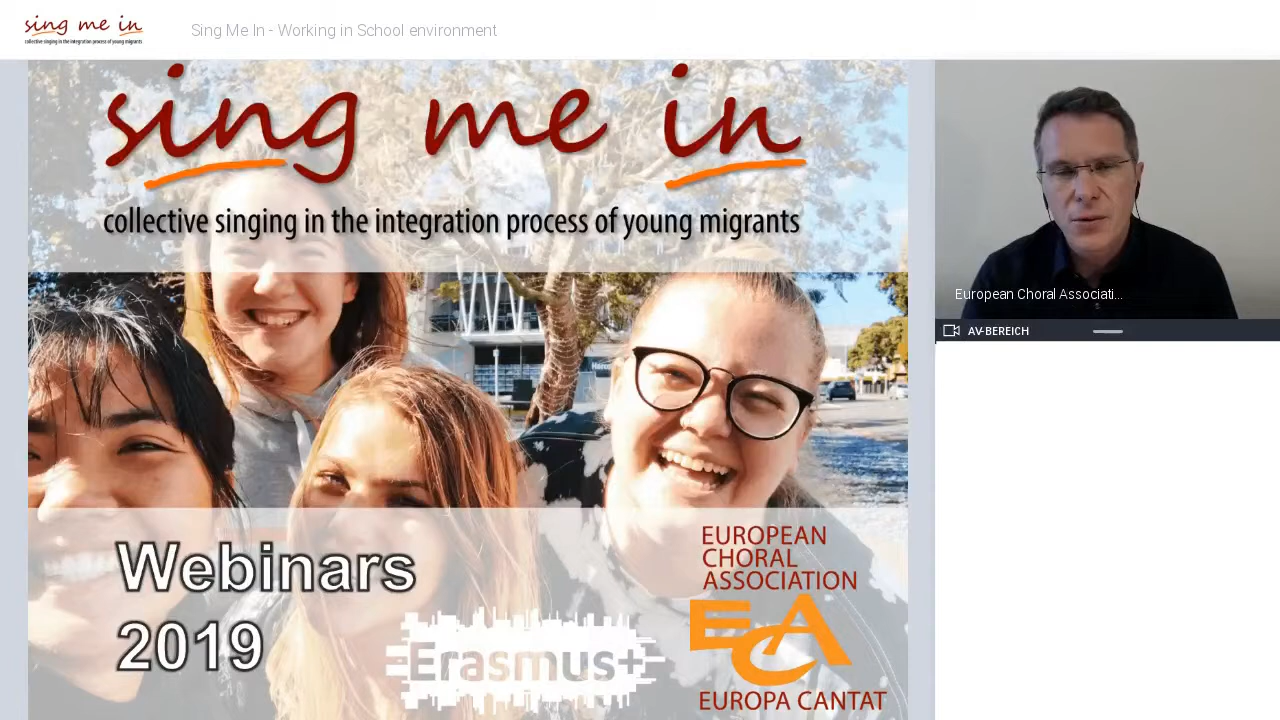 sing me in
collective singing in the integration process of young migrants
Sing Me In - Working in School environment
sing me in
collective singing in the integration process of young migrants
Webinars
2019
Erasmus+
EUROPEAN
CHORAL
ASSOCIATION
ECA
EUROPA CANTAT
European Choral Associati...
AV-BEREICH